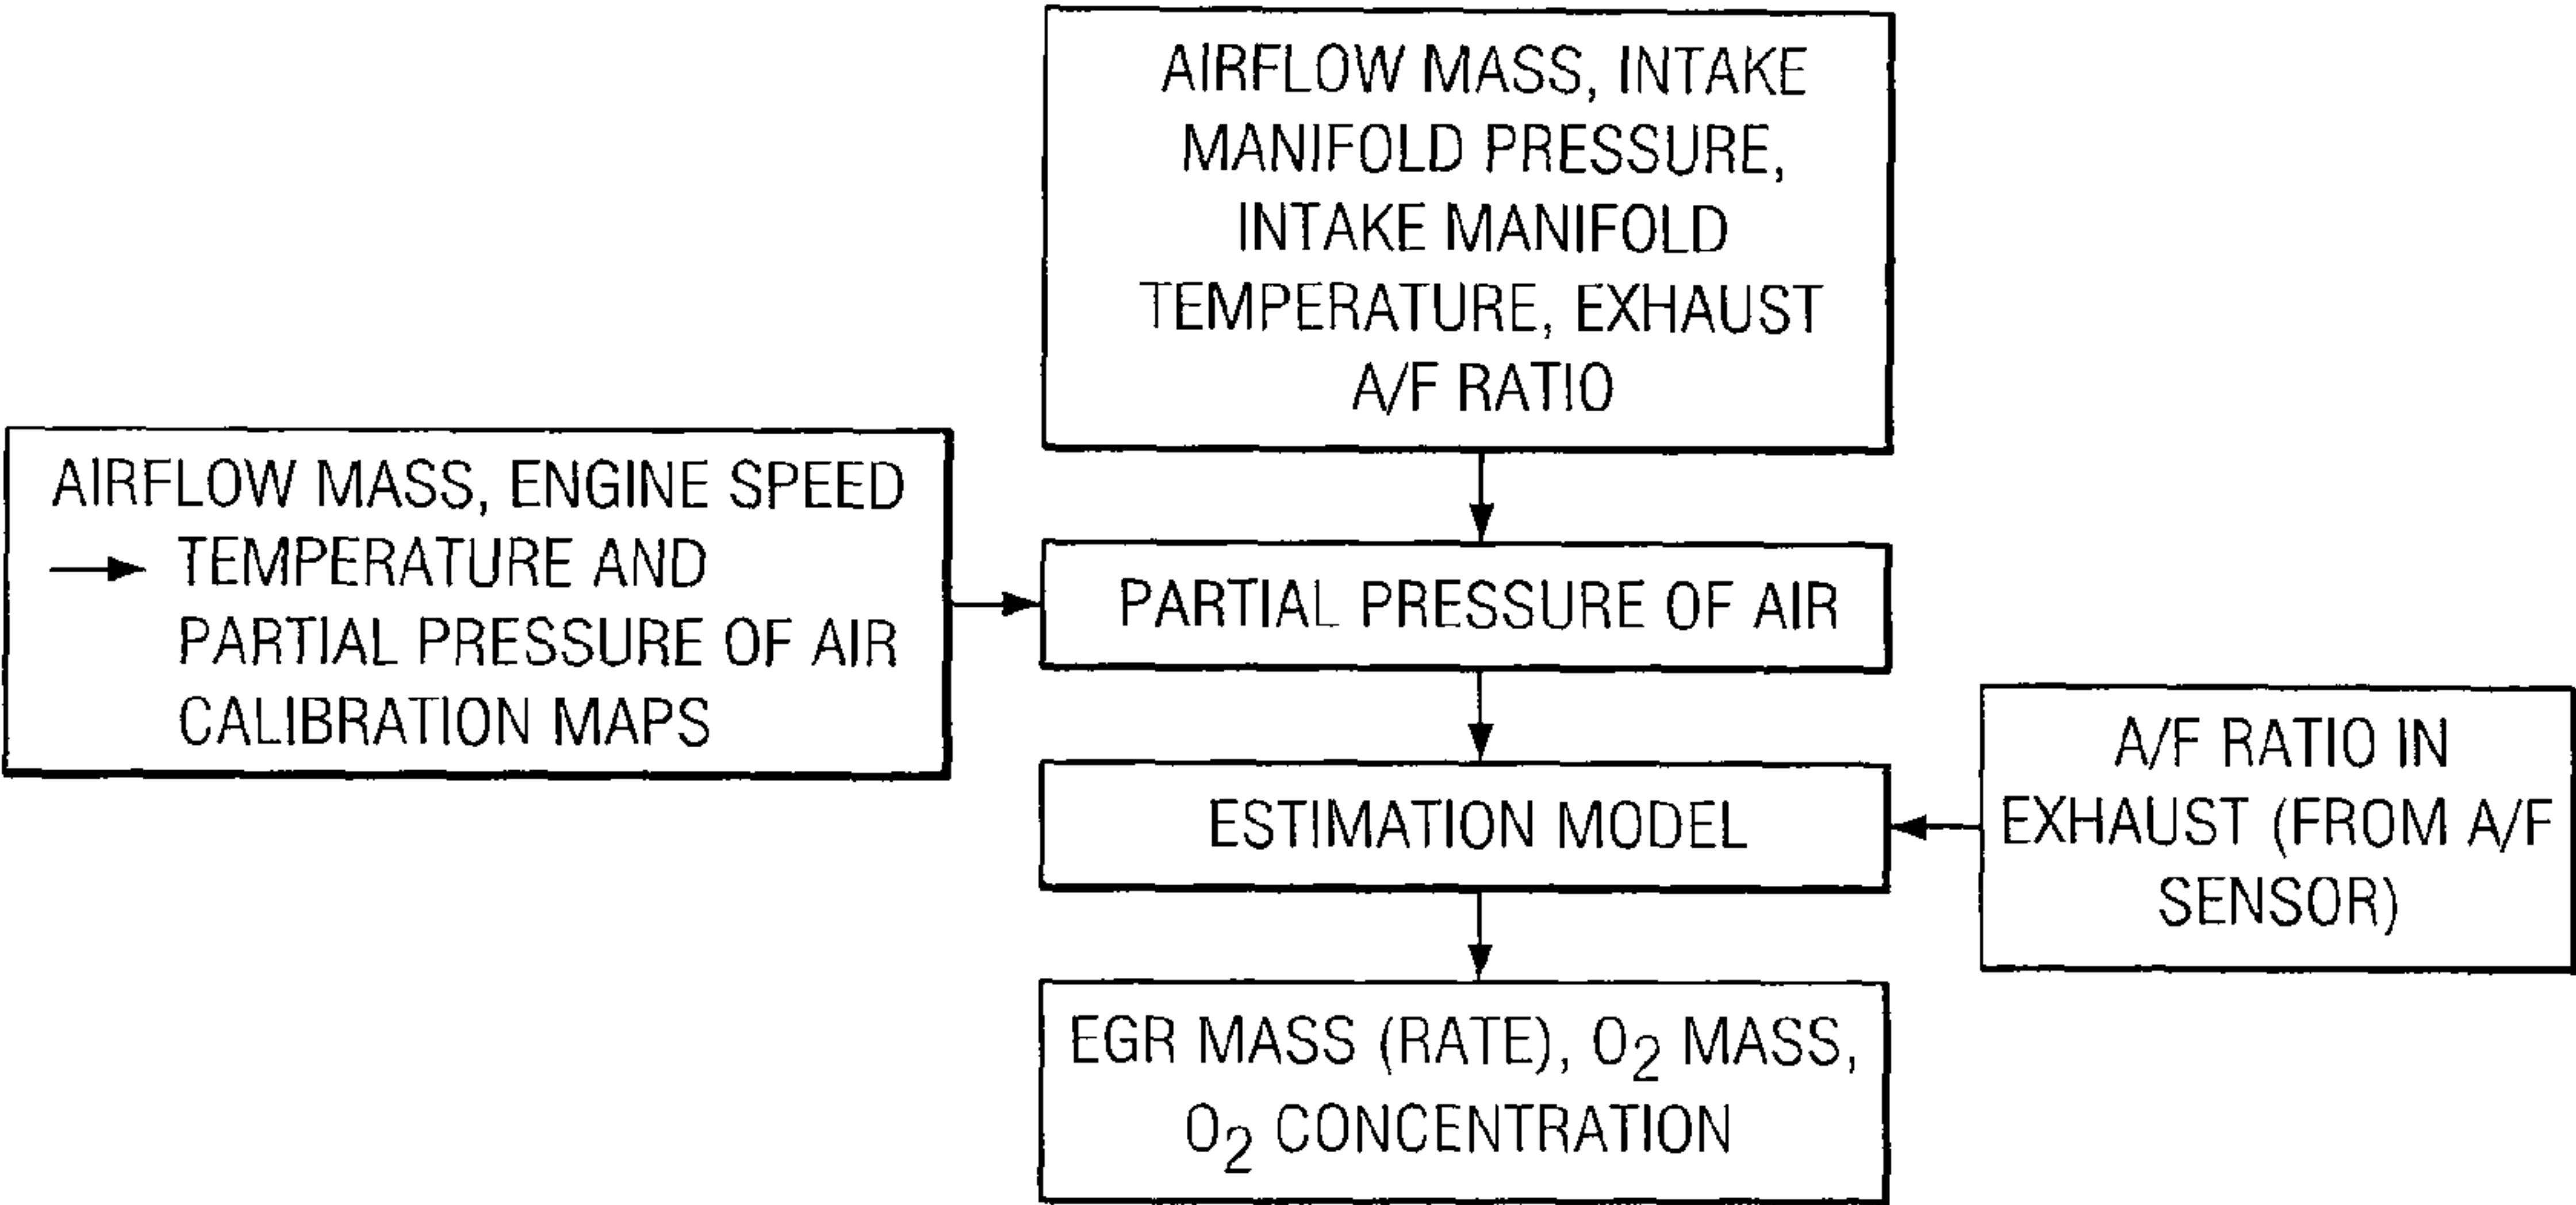 AIRFLOW MASS, INTAKE
MANIFOLD PRESSURE,
INTAKE MANIFOLD
TEMPERATURE, EXHAUST
A/F RATIO
AIRFLOW MASS, ENGINE SPEED
→ TEMPERATURE AND
PARTIAL PRESSURE OF AIR
CALIBRATION MAPS
PARTIAL PRESSURE OF AIR
ESTIMATION MODEL
A/F RATIO IN
EXHAUST (FROM A/F
SENSOR)
EGR MASS (RATE), O₂ MASS,
O₂ CONCENTRATION